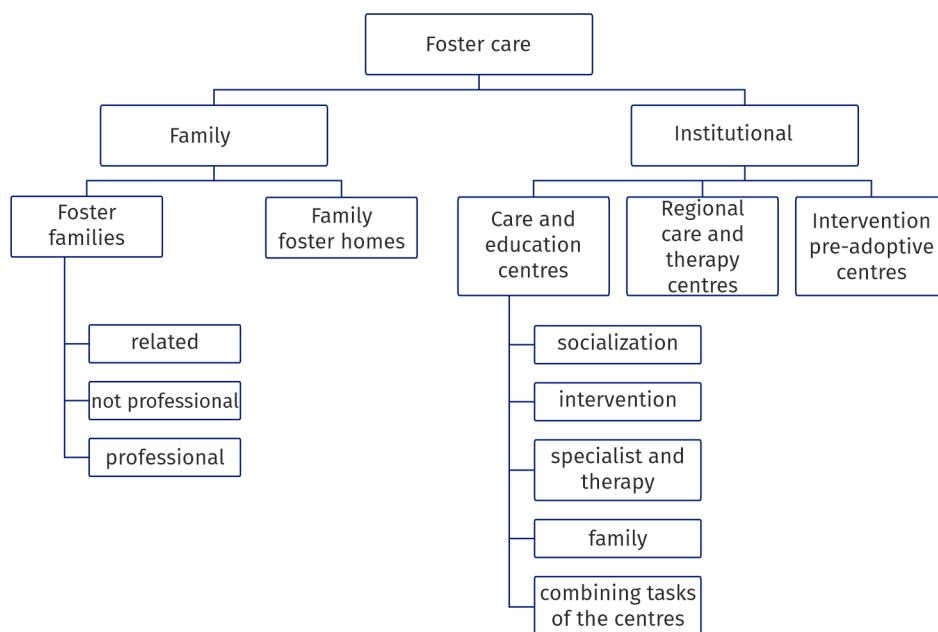 Foster care
Family
Institutional
Foster
families
Family
foster homes
Care and
education
centres
Regional
care and
therapy
centres
Intervention
pre-adoptive
centres
related
not professional
professional
socialization
intervention
specialist and
therapy
family
combining tasks
of the centres